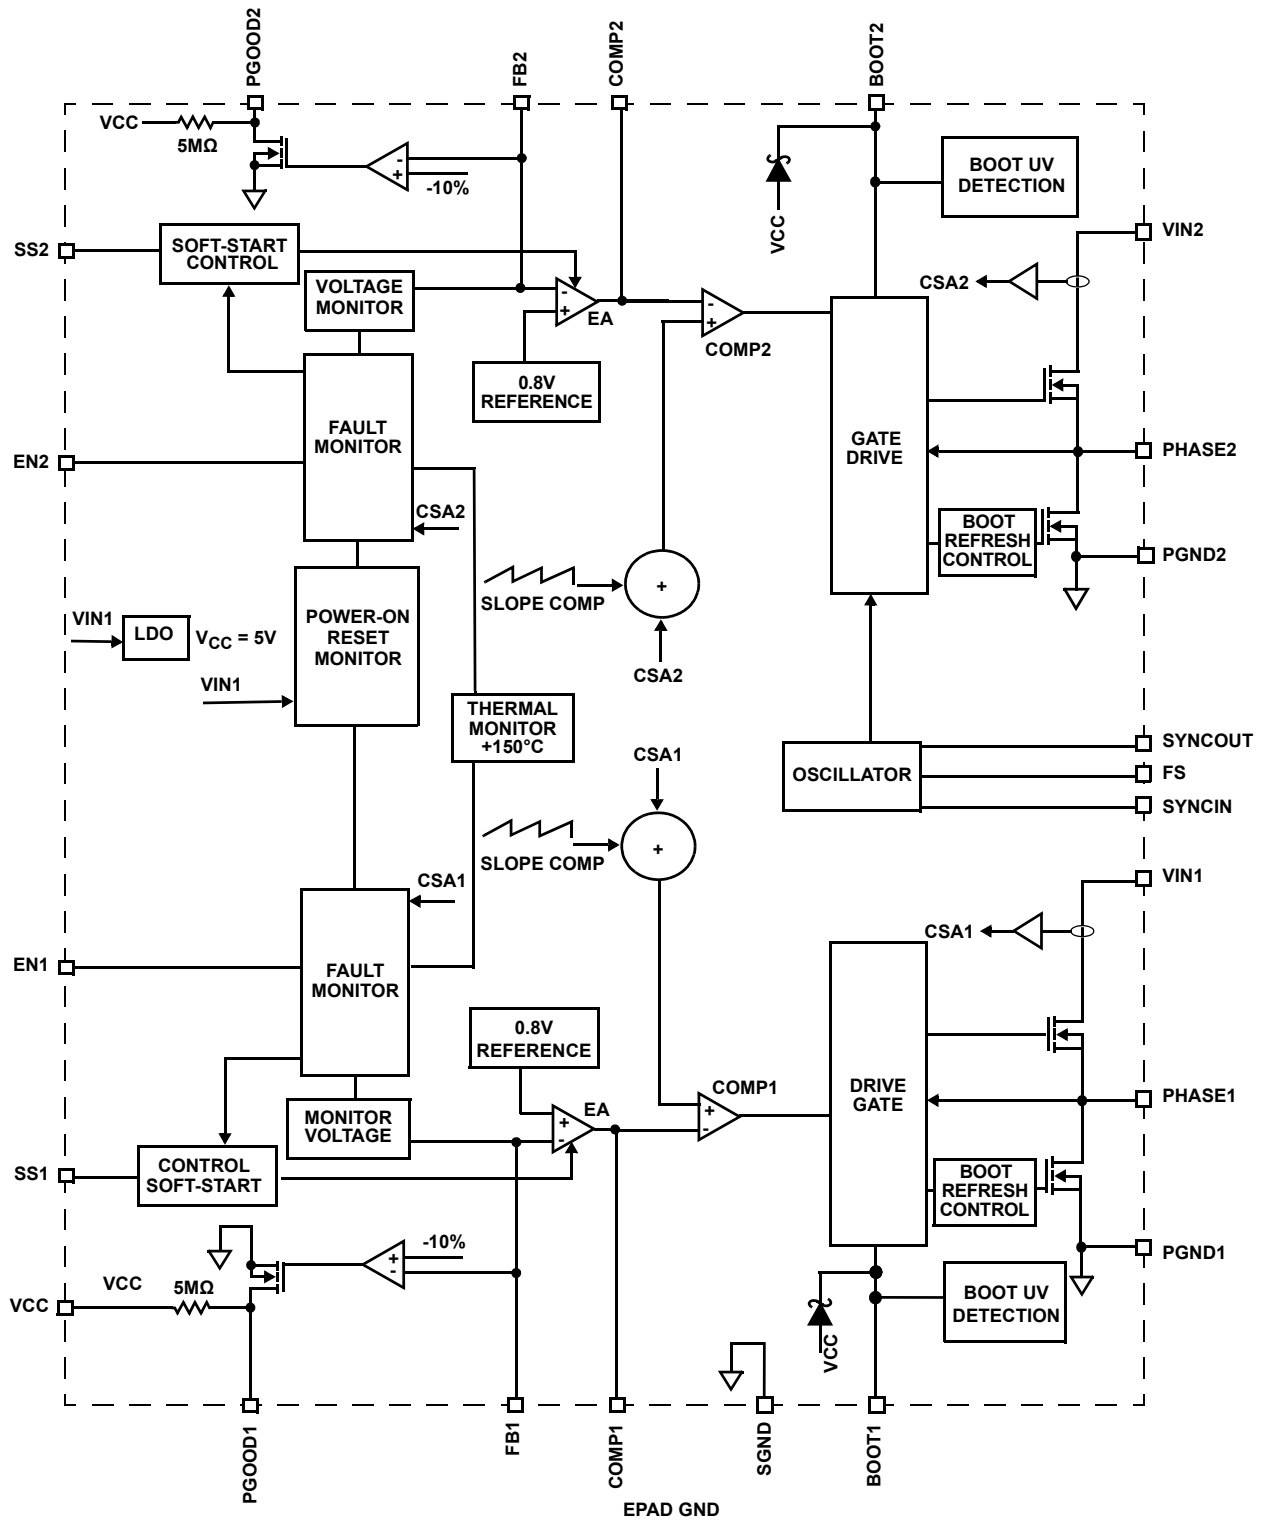 PGOOD2
FB2
COMP2
BOOT2
VCC
5MΩ
-
+
-10%
VCC
BOOT UV
DETECTION
SS2
SOFT-START
CONTROL
VIN2
VOLTAGE
MONITOR
-
+
EA
-
+
COMP2
CSA2
0.8V
REFERENCE
FAULT
MONITOR
GATE
DRIVE
EN2
PHASE2
CSA2
BOOT
REFRESH
CONTROL
PGND2
SLOPE COMP
+
CSA2
VIN1
LDO
VCC = 5V
POWER-ON
RESET
MONITOR
VIN1
THERMAL
MONITOR
+150°C
CSA1
OSCILLATOR
SYNCOUT
FS
SYNCIN
SLOPE COMP
+
CSA1
VIN1
CSA1
EN1
FAULT
MONITOR
0.8V
REFERENCE
DRIVE
GATE
COMP1
+
-
PHASE1
MONITOR
VOLTAGE
+
-
EA
SS1
CONTROL
SOFT-START
BOOT
REFRESH
CONTROL
-10%
+
-
PGND1
VCC
VCC
5MΩ
VCC
BOOT UV
DETECTION
PGOOD1
FB1
COMP1
SGND
BOOT1
EPAD GND